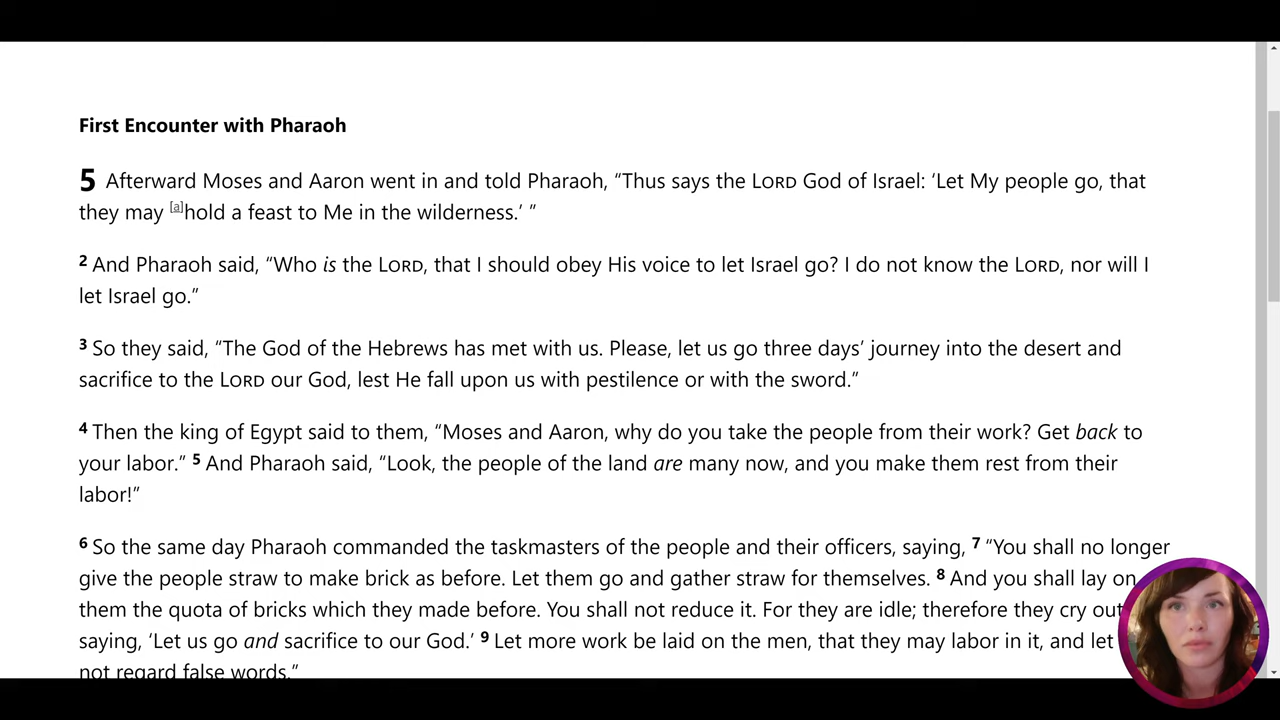 First Encounter with Pharaoh
5 Afterward Moses and Aaron went in and told Pharaoh, “Thus says the LORD God of Israel: ‘Let My people go, that
they may [a]hold a feast to Me in the wilderness.’ ”
2 And Pharaoh said, “Who is the LORD, that I should obey His voice to let Israel go? I do not know the LORD, nor will I
let Israel go.”
3 So they said, “The God of the Hebrews has met with us. Please, let us go three days’ journey into the desert and
sacrifice to the LORD our God, lest He fall upon us with pestilence or with the sword.”
4 Then the king of Egypt said to them, “Moses and Aaron, why do you take the people from their work? Get back to
your labor.” 5 And Pharaoh said, “Look, the people of the land are many now, and you make them rest from their
labor!”
6 So the same day Pharaoh commanded the taskmasters of the people and their officers, saying, 7 “You shall no longer
give the people straw to make brick as before. Let them go and gather straw for themselves. 8 And you shall lay on
them the quota of bricks which they made before. You shall not reduce it. For they are idle; therefore they cry out
saying, ‘Let us go and sacrifice to our God.’ 9 Let more work be laid on the men, that they may labor in it, and let
not regard false words.”